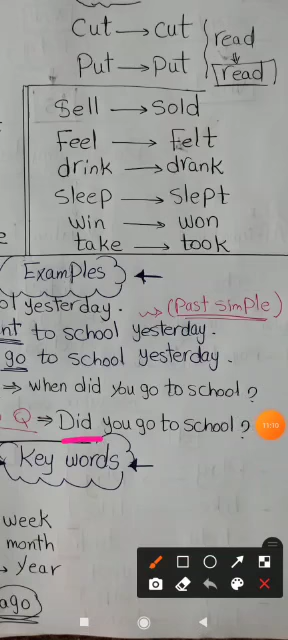 Cut → cut
read
Put → Put
read
Sell → Sold
Feel → Felt
drink → drank
Sleep → Slept
win → won
take → took
Examples
yesterday.
(Past simple)
to school yesterday.
go to school yesterday.
⇒ when did you go to school?
Q ⇒ Did you go to school?
11:10
Key words
week
month
→ year
ago